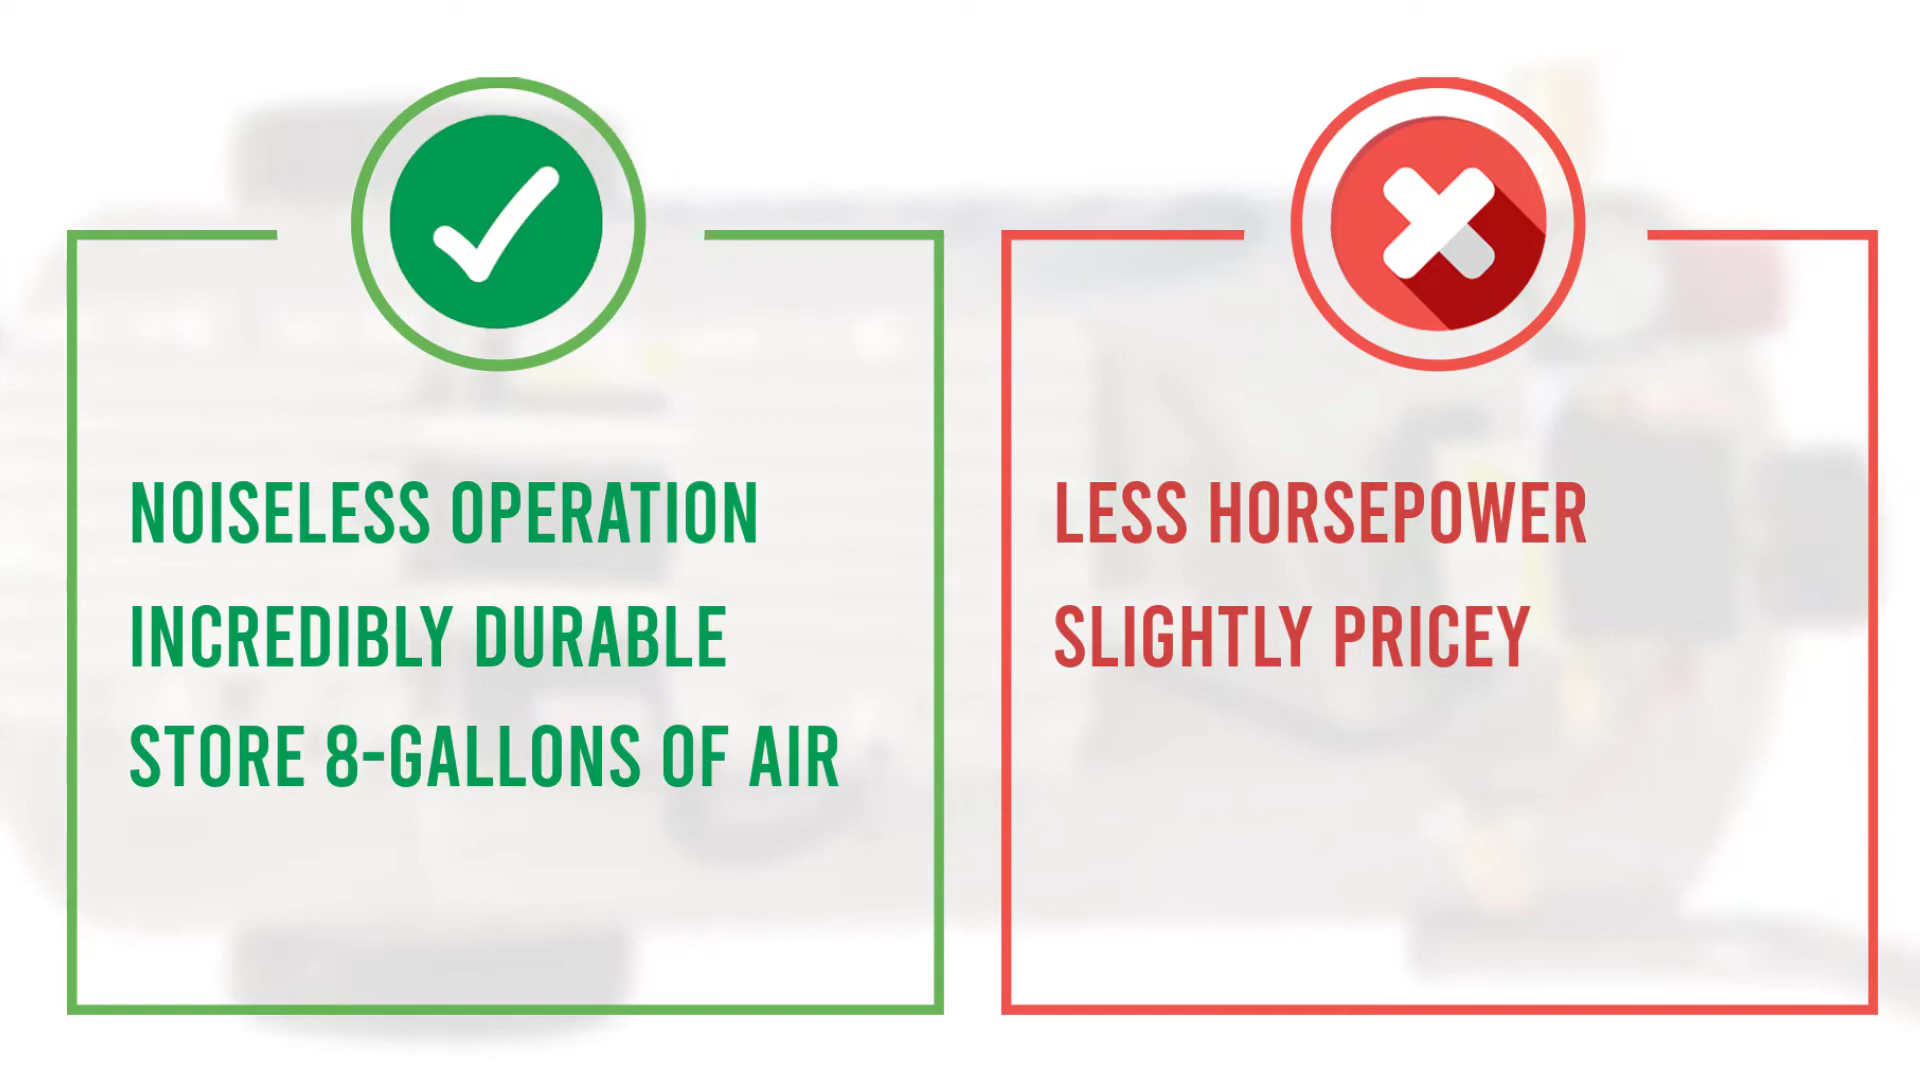 NOISELESS OPERATION
INCREDIBLY DURABLE
STORE 8-GALLONS OF AIR
LESS HORSEPOWER
SLIGHTLY PRICEY